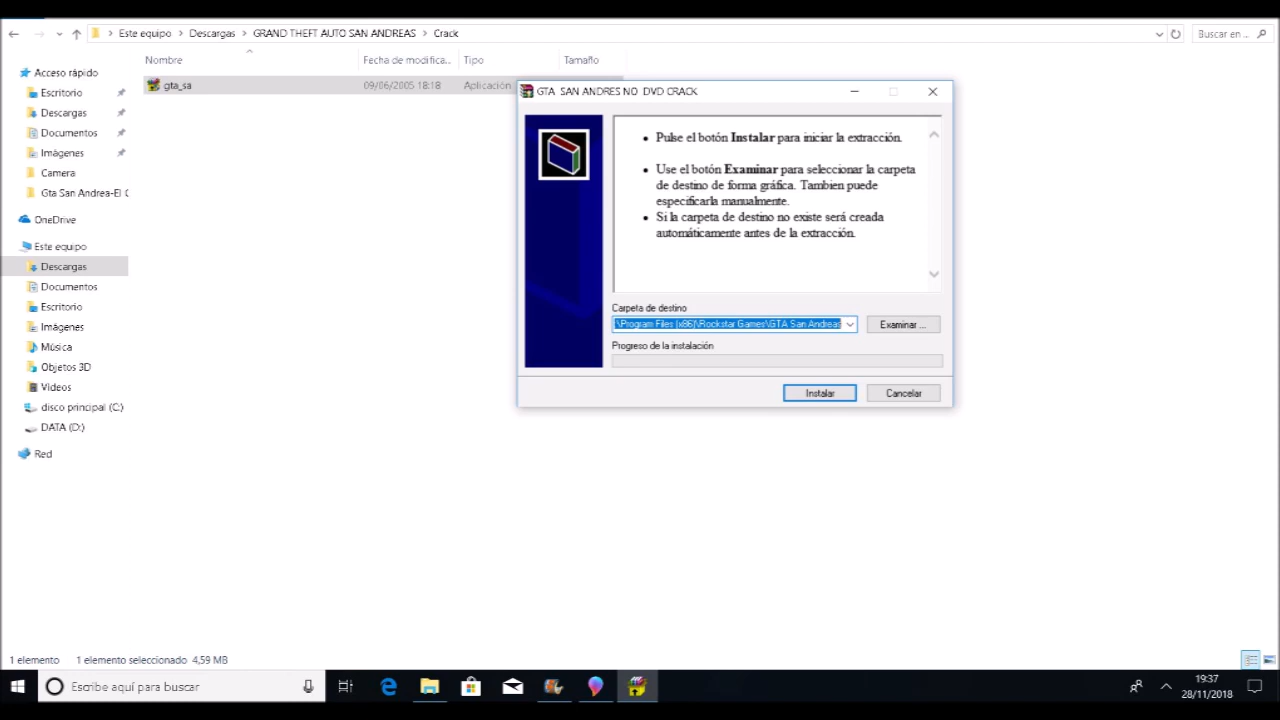 Este equipo > Descargas > GRAND THEFT AUTO SAN ANDREAS > Crack
Buscar en ...
Nombre
Fecha de modifica...
Tipo
Tamaño
gta_sa
09/06/2005 18:18
Aplicación
Acceso rápido
Escritorio
Descargas
Documentos
Imágenes
Camera
Gta San Andrea-El
OneDrive
Este equipo
Descargas
Documentos
Escritorio
Imágenes
Música
Objetos 3D
Vídeos
disco principal (C:)
DATA (D:)
Red
GTA SAN ANDRES NO DVD CRACK
• Pulse el botón Instalar para iniciar la extracción.
• Use el botón Examinar para seleccionar la carpeta
de destino de forma gráfica. Tambien puede
especificarla manualmente.
• Si la carpeta de destino no existe será creada
automáticamente antes de la extracción.
Carpeta de destino
:\Program Files (x86)\Rockstar Games\GTA San Andreas
Examinar ...
Progreso de la instalación
Instalar
Cancelar
1 elemento
1 elemento seleccionado 4,59 MB
Escribe aquí para buscar
19:37
28/11/2018